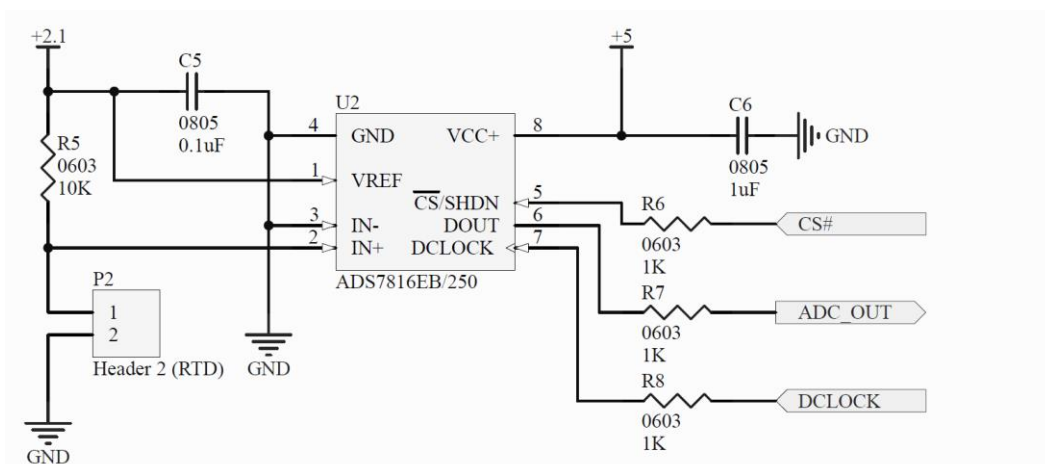 +2.1
C5
0805
0.1uF
R5
0603
10K
U2
4
GND
VCC+
8
1
VREF
CS/SHDN
5
3
IN-
DOUT
6
2
IN+
DCLOCK
7
ADS7816EB/250
+5
C6
0805
1uF
GND
R6
0603
1K
CS#
R7
0603
1K
ADC_OUT
R8
0603
1K
DCLOCK
P2
1
2
Header 2 (RTD)
GND
GND